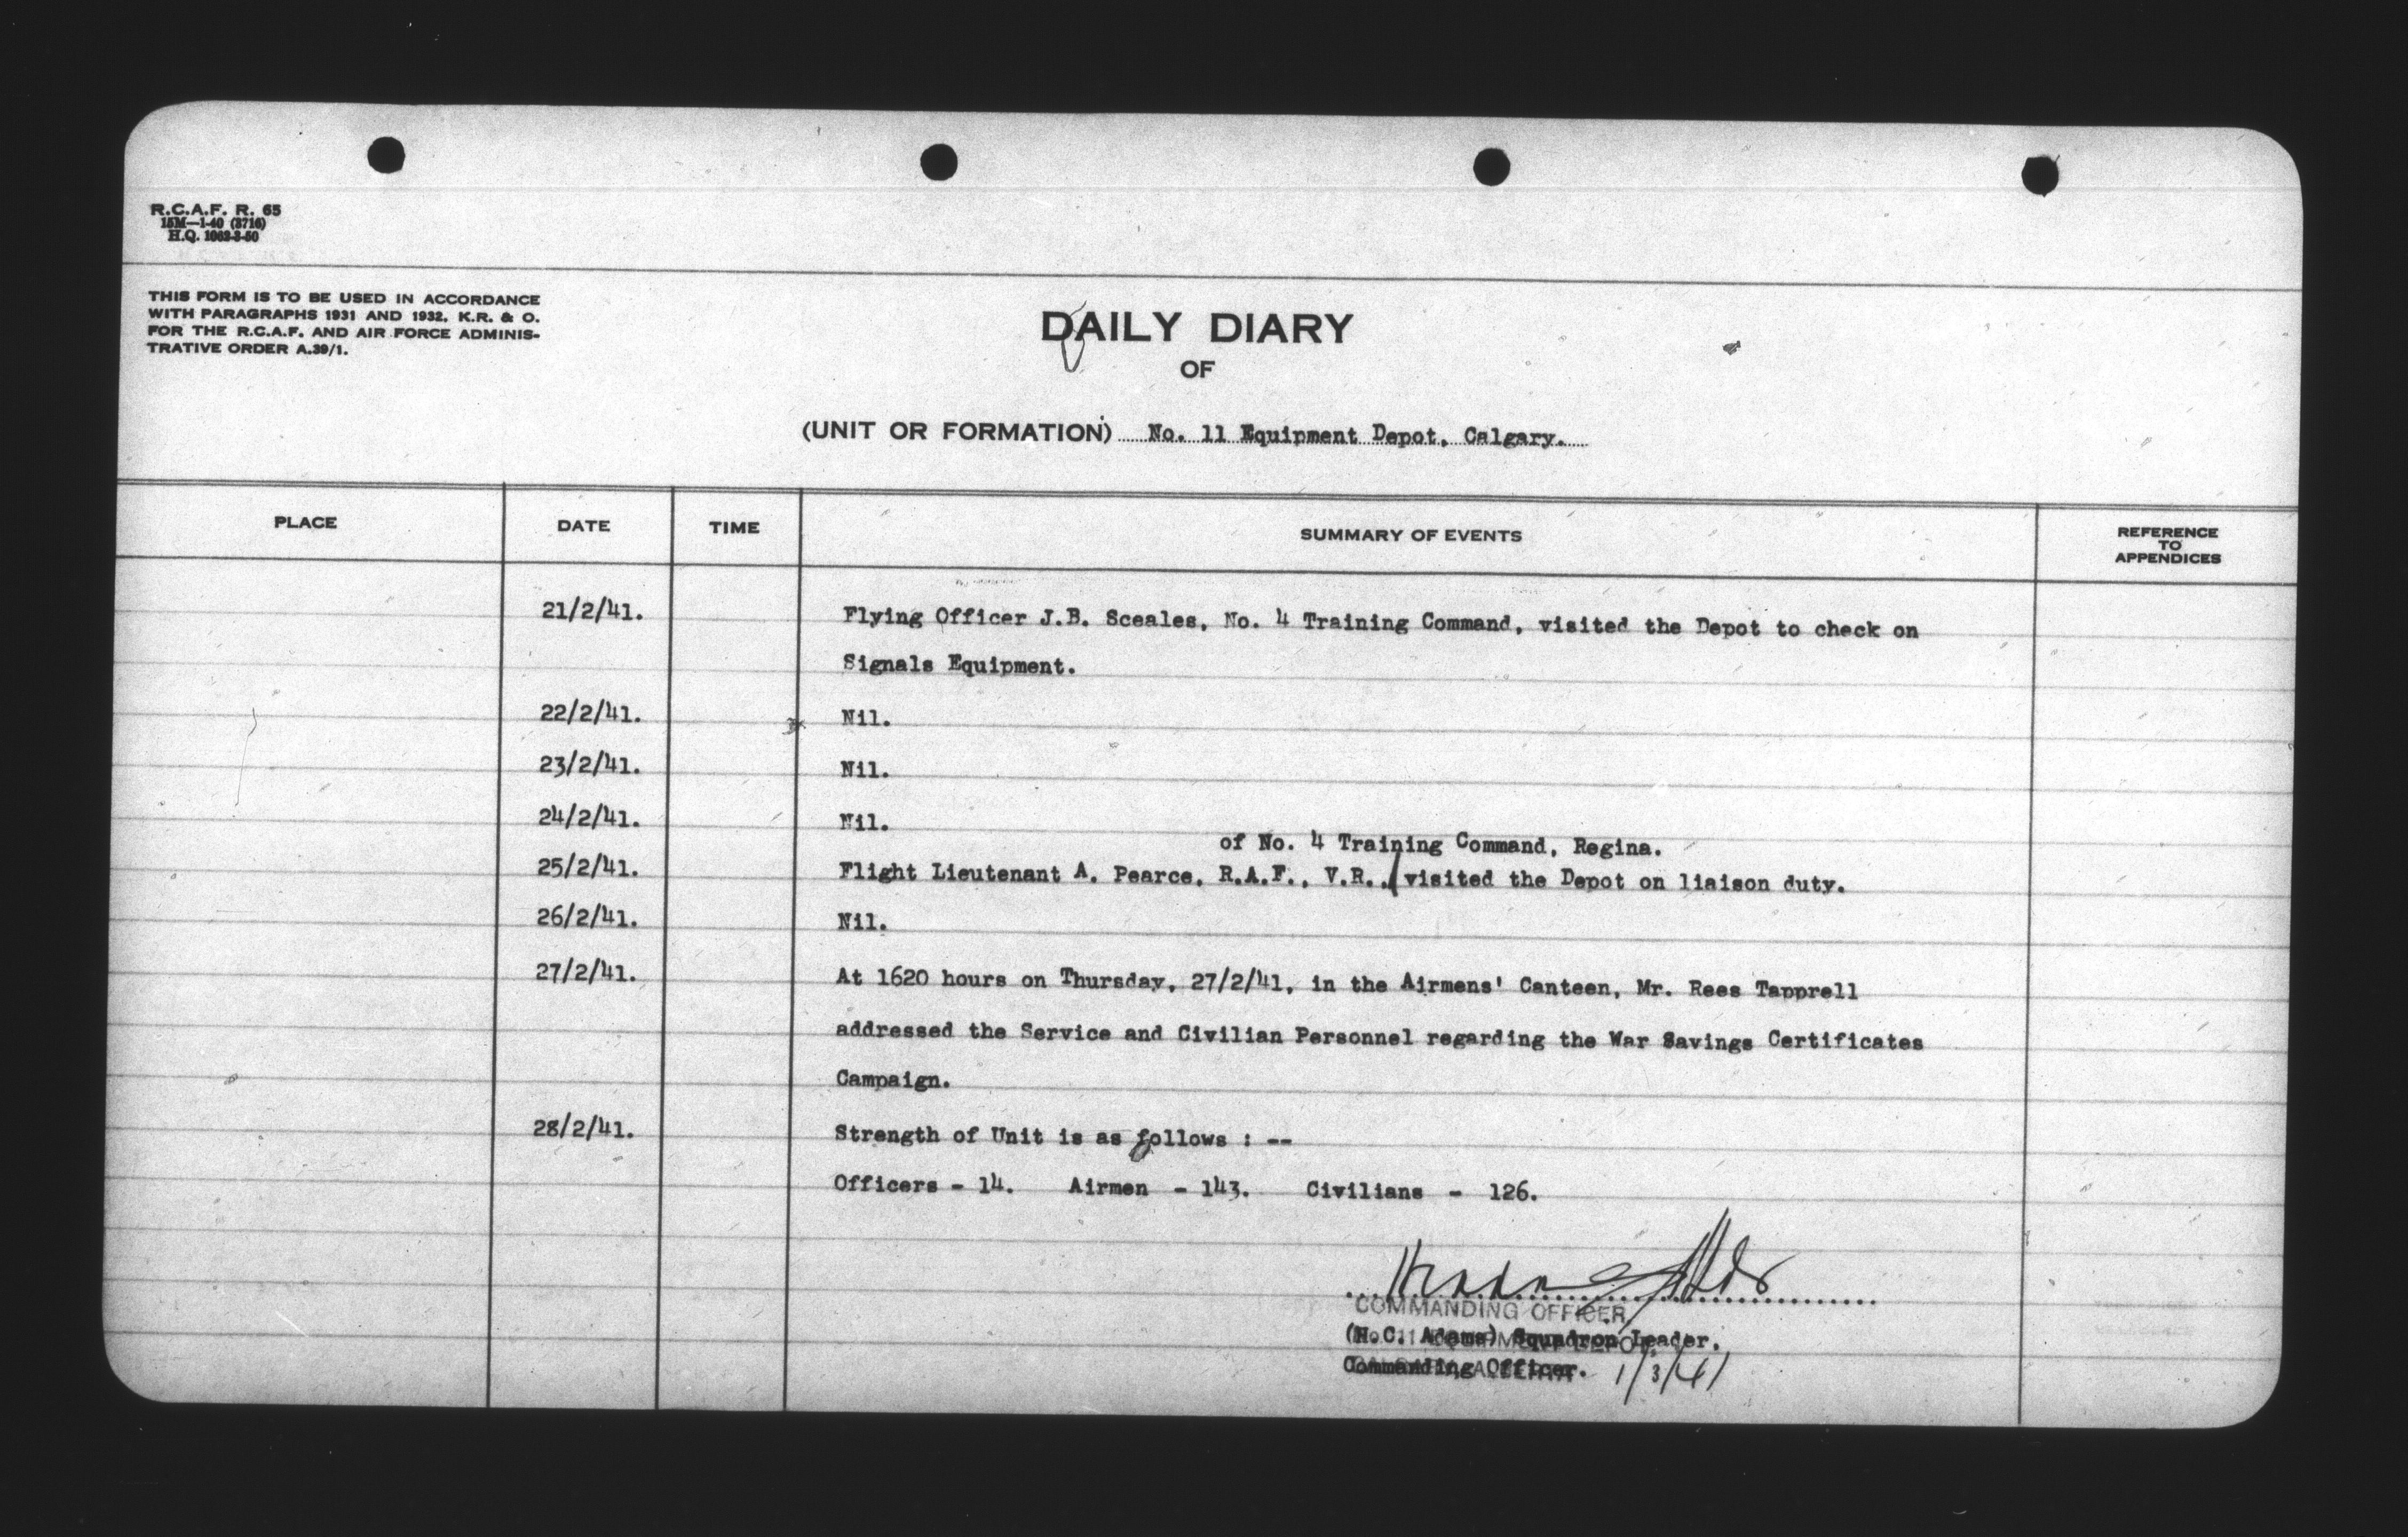 R.C.A.F. R. 65
15M—1-40 (3716)
H.Q. 1062-3-50
THIS FORM IS TO BE USED IN ACCORDANCE
WITH PARAGRAPHS 1931 AND 1932, K.R. & O.
FOR THE R.C.A.F. AND AIR FORCE ADMINIS-
TRATIVE ORDER A.39/1.
DAILY DIARY
OF
(UNIT OR FORMATION) No. 11 Equipment Depot, Calgary.
PLACE DATE TIME SUMMARY OF EVENTS REFERENCE
TO
APPENDICES
21/2/41. Flying Officer J.B. Sceales, No. 4 Training Command, visited the Depot to check on
Signals Equipment.
22/2/41. Nil.
23/2/41. Nil.
24/2/41. Nil.
of No. 4 Training Command, Regina.
25/2/41. Flight Lieutenant A. Pearce, R.A.F., V.R., / visited the Depot on liaison duty.
26/2/41. Nil.
27/2/41. At 1620 hours on Thursday, 27/2/41, in the Airmens' Canteen, Mr. Rees Tapprell
addressed the Service and Civilian Personnel regarding the War Savings Certificates
Campaign.
28/2/41. Strength of Unit is as follows : --
Officers - 14. Airmen - 143. Civilians - 126.
COMMANDING OFFICER
(H.C. Adams) Squadron Leader,
Commanding Officer. 1/3/41